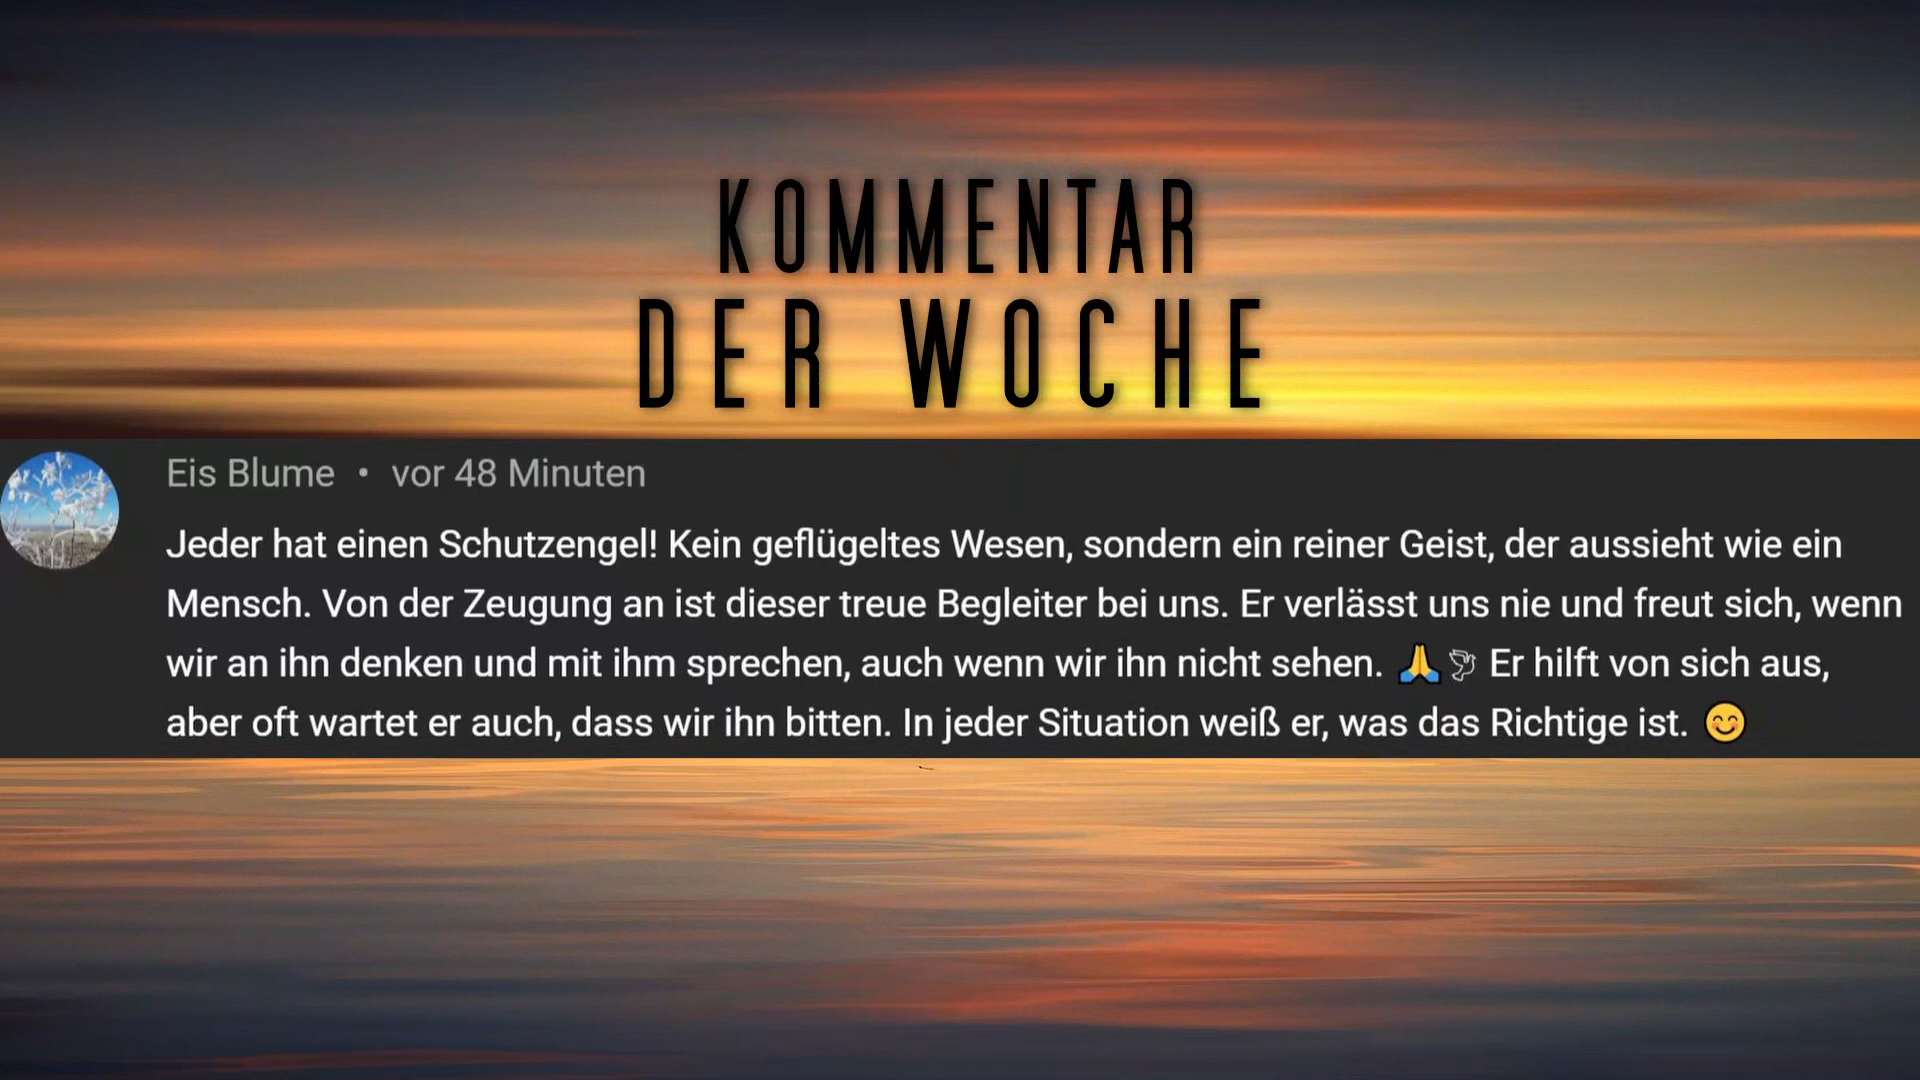 KOMMENTAR
DER WOCHE
Eis Blume • vor 48 Minuten
Jeder hat einen Schutzengel! Kein geflügeltes Wesen, sondern ein reiner Geist, der aussieht wie ein
Mensch. Von der Zeugung an ist dieser treue Begleiter bei uns. Er verlässt uns nie und freut sich, wenn
wir an ihn denken und mit ihm sprechen, auch wenn wir ihn nicht sehen. 🙏🕊 Er hilft von sich aus,
aber oft wartet er auch, dass wir ihn bitten. In jeder Situation weiß er, was das Richtige ist. 😊